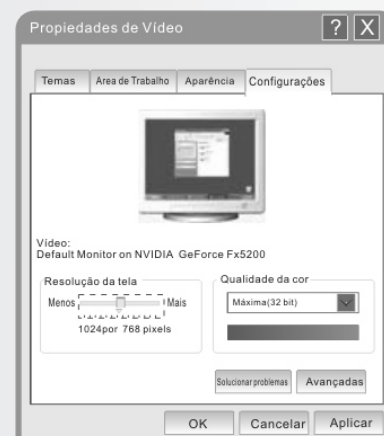 Propiedades de Vídeo ? X
Temas Area de Trabalho Aparência Configurações
Vídeo:
Default Monitor on NVIDIA GeForce Fx5200
Resolução da tela
Menos Mais
1024por 768 pixels
Qualidade da cor
Máxima(32 bit)
Solucionar problemas Avançadas
OK Cancelar Aplicar